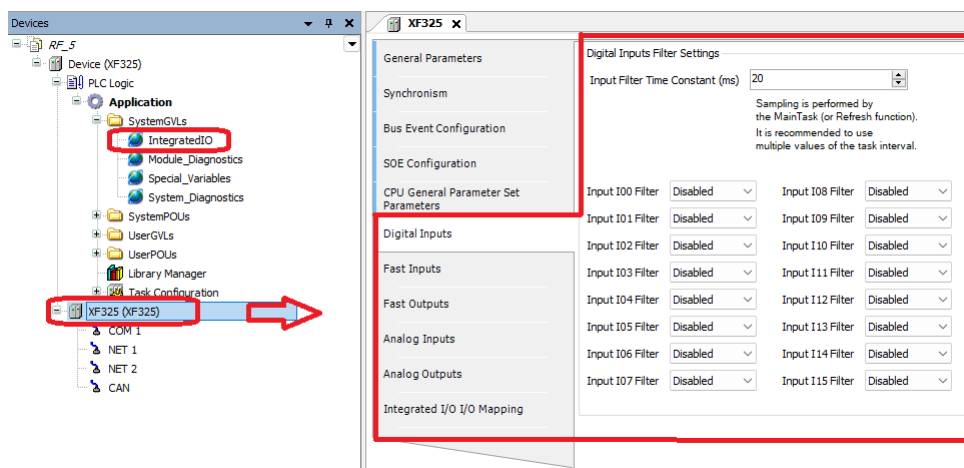 Devices
RF_5
Device (XF325)
PLC Logic
Application
SystemGVLs
IntegratedIO
Module_Diagnostics
Special_Variables
System_Diagnostics
SystemPOUs
UserGVLs
UserPOUs
Library Manager
Task Configuration
XF325 (XF325)
COM 1
NET 1
NET 2
CAN
XF325
General Parameters
Synchronism
Bus Event Configuration
SOE Configuration
CPU General Parameter Set
Parameters
Digital Inputs
Fast Inputs
Fast Outputs
Analog Inputs
Analog Outputs
Integrated I/O I/O Mapping
Digital Inputs Filter Settings
Input Filter Time Constant (ms) 20
Sampling is performed by
the MainTask (or Refresh function).
It is recommended to use
multiple values of the task interval.
Input I00 Filter Disabled Input I08 Filter Disabled
Input I01 Filter Disabled Input I09 Filter Disabled
Input I02 Filter Disabled Input I10 Filter Disabled
Input I03 Filter Disabled Input I11 Filter Disabled
Input I04 Filter Disabled Input I12 Filter Disabled
Input I05 Filter Disabled Input I13 Filter Disabled
Input I06 Filter Disabled Input I14 Filter Disabled
Input I07 Filter Disabled Input I15 Filter Disabled